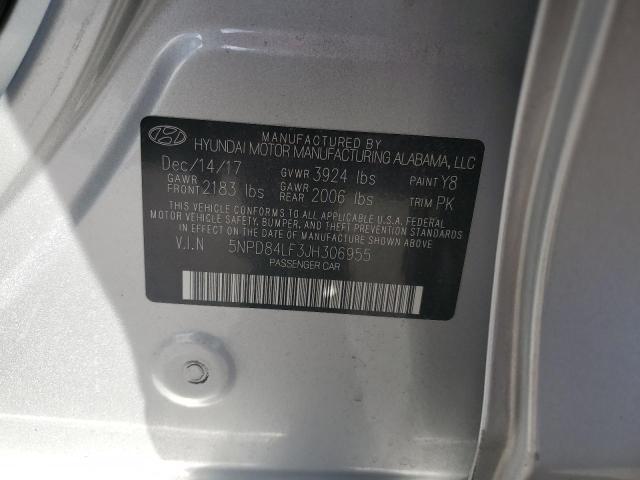 MANUFACTURED BY
HYUNDAI MOTOR MANUFACTURING ALABAMA, LLC
Dec/14/17 GVWR 3924 lbs PAINT Y8
GAWR FRONT 2183 lbs GAWR REAR 2006 lbs TRIM PK
THIS VEHICLE CONFORMS TO ALL APPLICABLE U.S.A. FEDERAL
MOTOR VEHICLE SAFETY, BUMPER, AND THEFT PREVENTION STANDARDS
IN EFFECT ON THE DATE OF MANUFACTURE SHOWN ABOVE.
V.I.N 5NPD84LF3JH306955
PASSENGER CAR